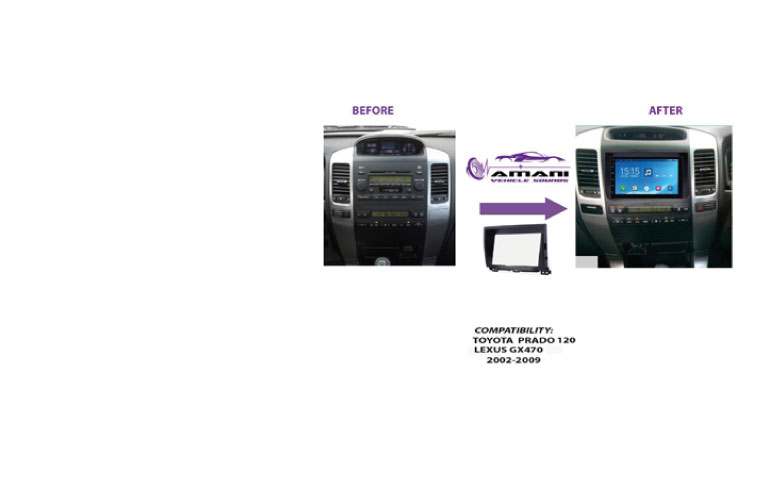 BEFORE
AFTER
AMANI
VEHICLE SOUNDS
15:15
COMPATIBILITY:
TOYOTA PRADO 120
LEXUS GX470
2002-2009